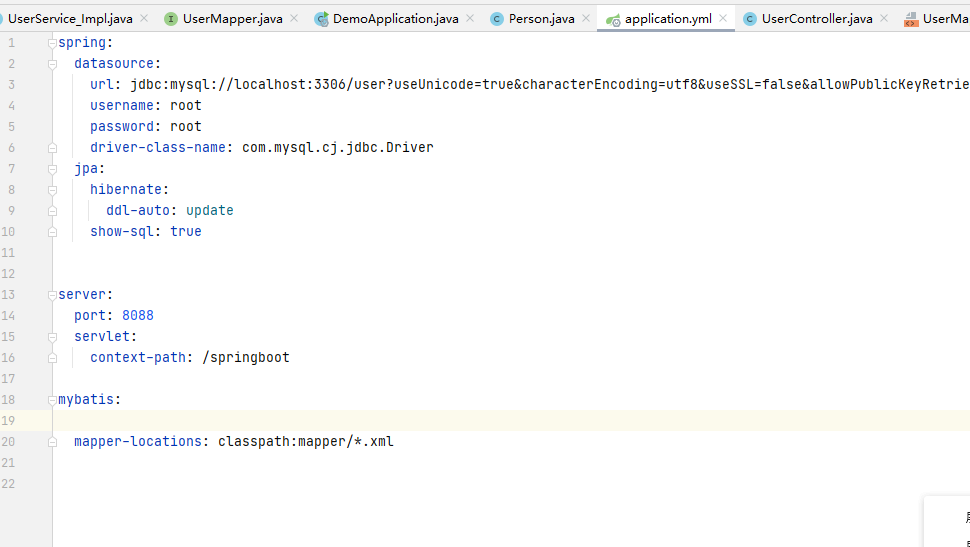 UserService_Impl.java UserMapper.java DemoApplication.java Person.java application.yml UserController.java UserMa
1 spring:
2 datasource:
3 url: jdbc:mysql://localhost:3306/user?useUnicode=true&characterEncoding=utf8&useSSL=false&allowPublicKeyRetrie
4 username: root
5 password: root
6 driver-class-name: com.mysql.cj.jdbc.Driver
7 jpa:
8 hibernate:
9 ddl-auto: update
10 show-sql: true
11
12
13 server:
14 port: 8088
15 servlet:
16 context-path: /springboot
17
18 mybatis:
19
20 mapper-locations: classpath:mapper/*.xml
21
22